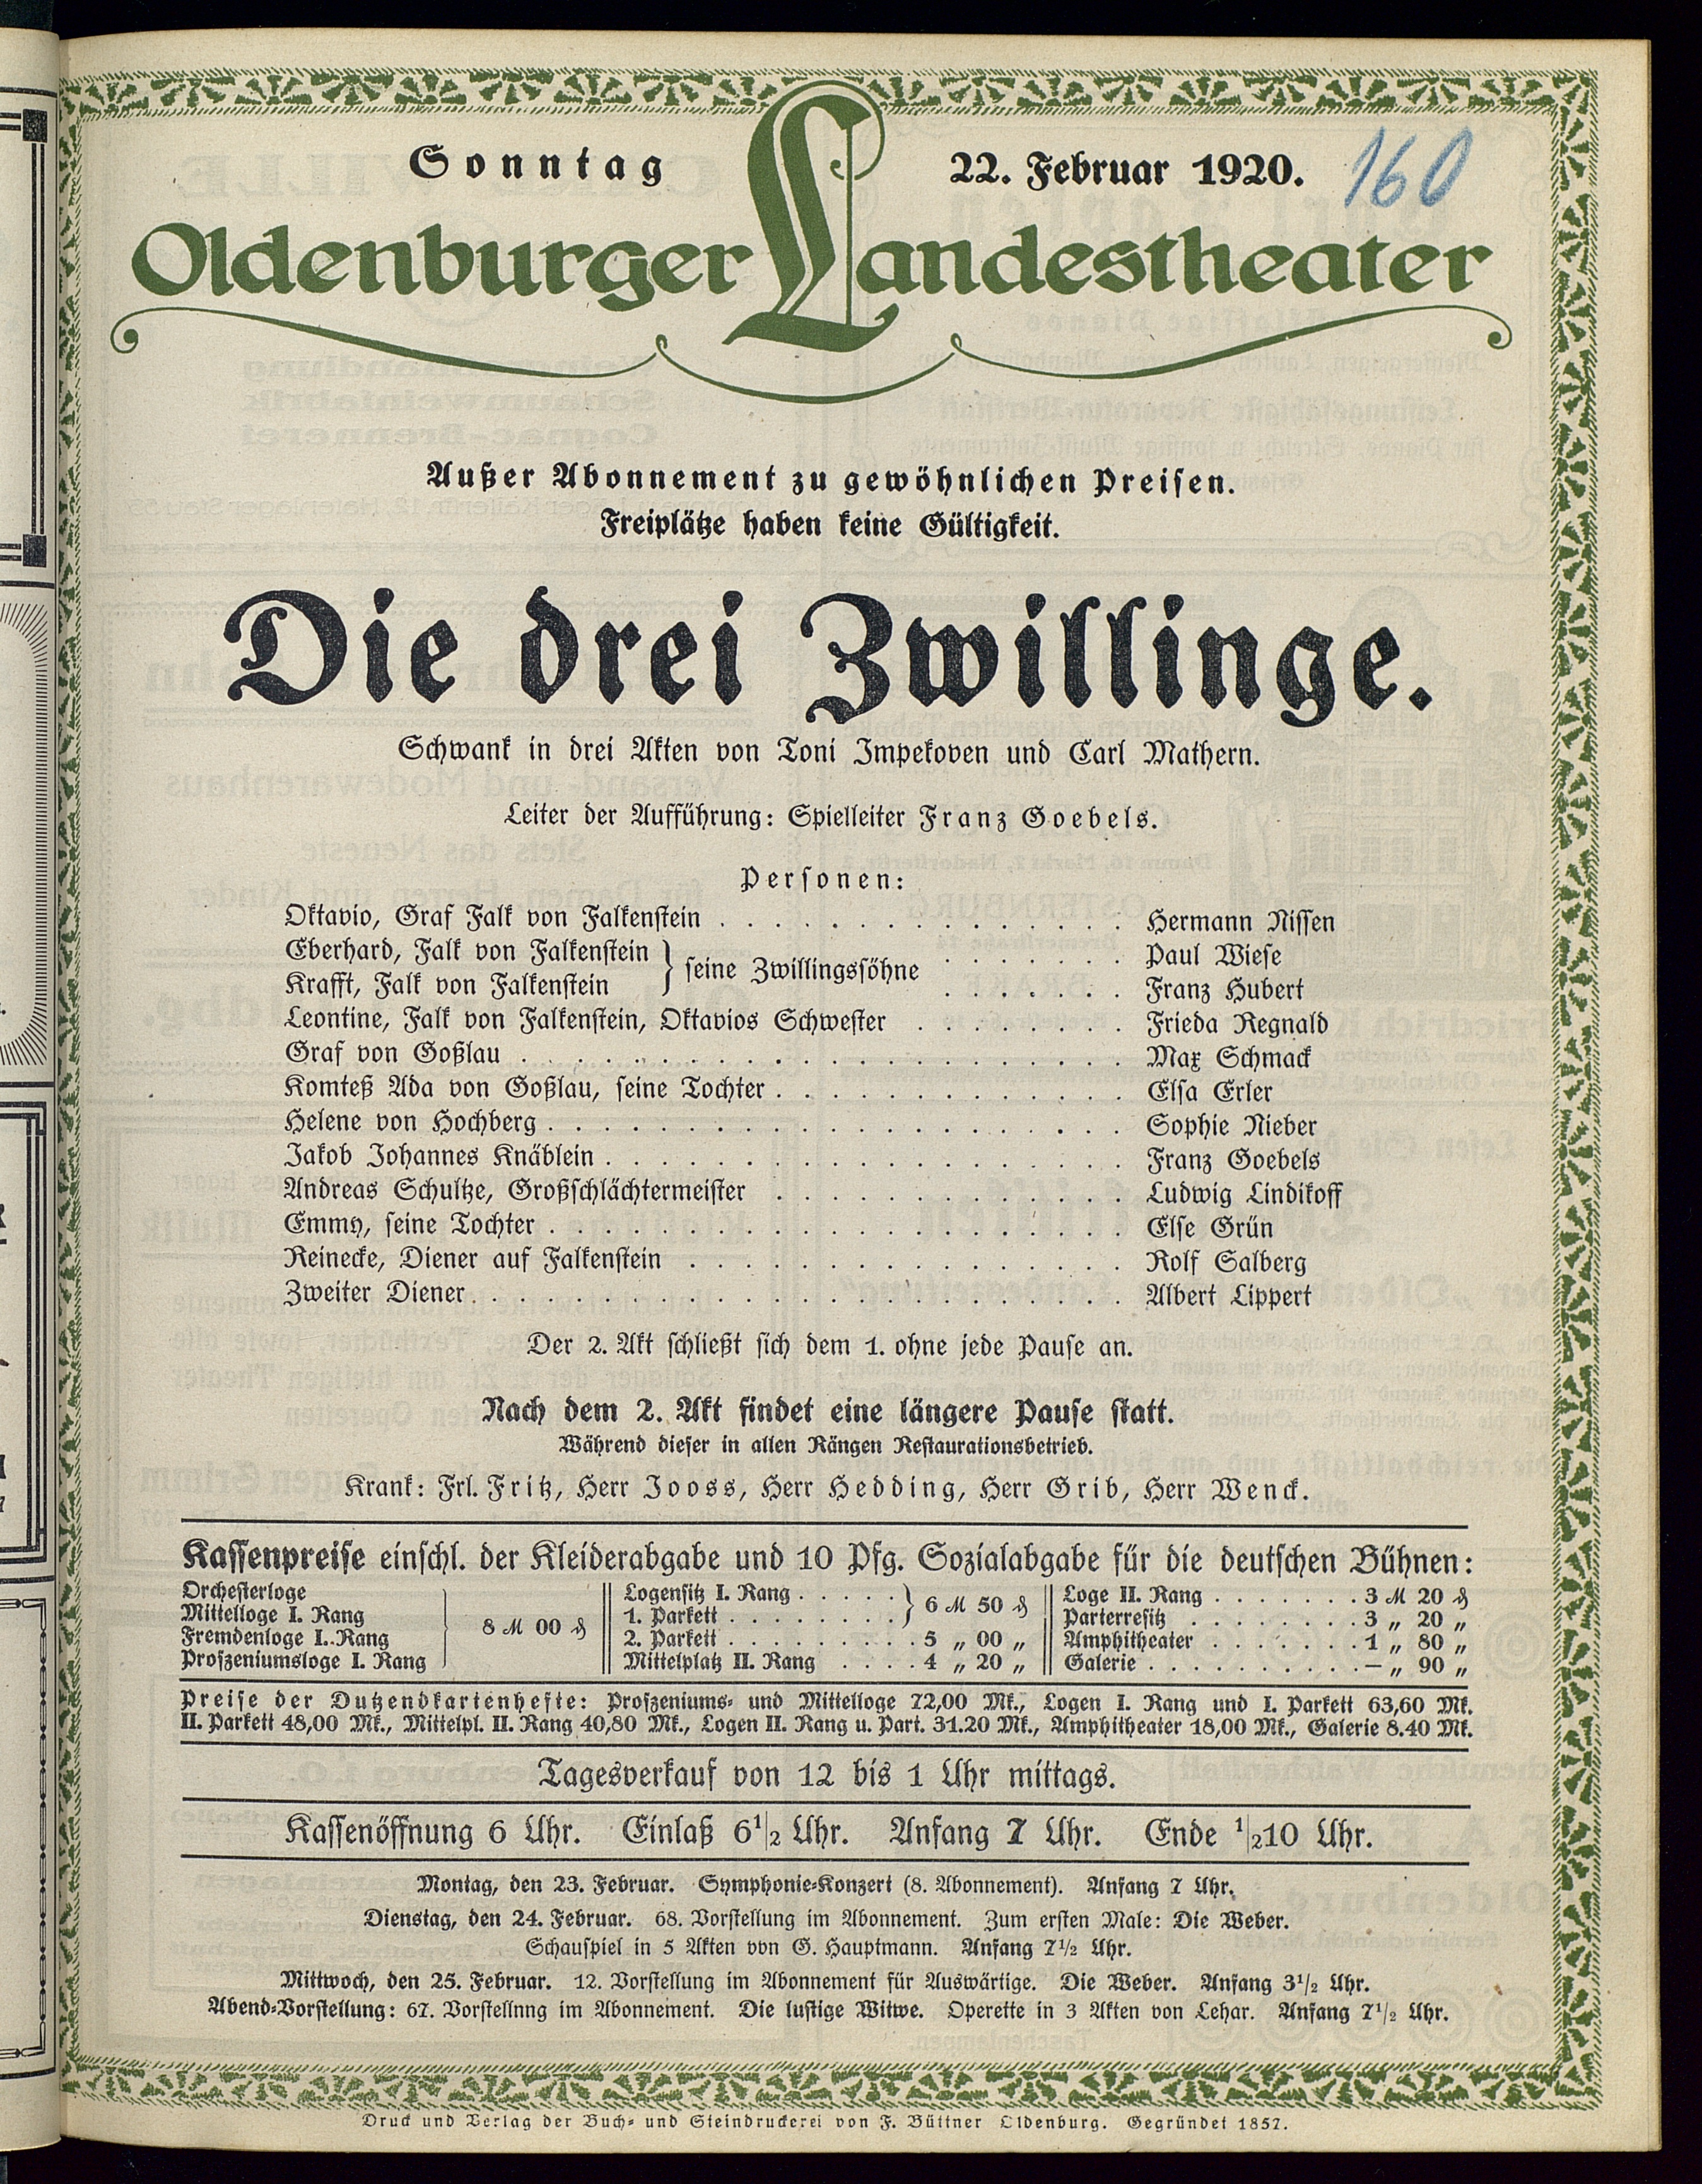 Sonntag 22. Februar 1920. 160
Oldenburger Landestheater
Außer Abonnement zu gewöhnlichen Preisen.
Freiplätze haben keine Gültigkeit.
Die drei Zwillinge.
Schwank in drei Akten von Toni Impekoven und Carl Mathern.
Leiter der Aufführung: Spielleiter Franz Goebels.
Personen:
Oktavio, Graf Falk von Falkenstein . . . . . . . . . . . . . . . Hermann Nissen
Eberhard, Falk von Falkenstein } seine Zwillingssöhne . . . . . . . Paul Wiese
Krafft, Falk von Falkenstein . . . . . . . Franz Hubert
Leontine, Falk von Falkenstein, Oktavios Schwester . . . . . . . . Frieda Regnald
Graf von Goßlau . . . . . . . . . . . . . . . . . . . . . . Max Schmack
Komteß Ada von Goßlau, seine Tochter . . . . . . . . . . . . . Elsa Erler
Helene von Hochberg . . . . . . . . . . . . . . . . . . . . . Sophie Nieber
Jakob Johannes Knäblein . . . . . . . . . . . . . . . . . . . Franz Goebels
Andreas Schultze, Großschlächtermeister . . . . . . . . . . . . . Ludwig Lindikoff
Emmy, seine Tochter . . . . . . . . . . . . . . . . . . . . . Else Grün
Reinecke, Diener auf Falkenstein . . . . . . . . . . . . . . . . Rolf Salberg
Zweiter Diener . . . . . . . . . . . . . . . . . . . . . . . . Albert Lippert
Der 2. Akt schließt sich dem 1. ohne jede Pause an.
Nach dem 2. Akt findet eine längere Pause statt.
Während dieser in allen Rängen Restaurationsbetrieb.
Krank: Frl. Fritz, Herr Jooss, Herr Hedding, Herr Grib, Herr Wenck.
Kassenpreise einschl. der Kleiderabgabe und 10 Pfg. Sozialabgabe für die deutschen Bühnen:
Orchesterloge
Mittelloge I. Rang
Fremdenloge I. Rang
Proszeniumsloge I. Rang
8 ℳ 00 ₰
Logensitz I. Rang . . . . .
1. Parkett . . . . . . . .
} 6 ℳ 50 ₰
2. Parkett . . . . . . . . . 5 „ 00 „
Mittelplatz II. Rang . . . . 4 „ 20 „
Loge II. Rang . . . . . . . 3 ℳ 20 ₰
Parterresitz . . . . . . . . 3 „ 20 „
Amphitheater . . . . . . . 1 „ 80 „
Galerie . . . . . . . . . . — „ 90 „
Preise der Dutzendkartenhefte: Proszeniums- und Mittelloge 72,00 Mk., Logen I. Rang und I. Parkett 63,60 Mk.
II. Parkett 48,00 Mk., Mittelpl. II. Rang 40,80 Mk., Logen II. Rang u. Part. 31.20 Mk., Amphitheater 18,00 Mk., Galerie 8.40 Mk.
Tagesverkauf von 12 bis 1 Uhr mittags.
Kassenöffnung 6 Uhr. Einlaß 6½ Uhr. Anfang 7 Uhr. Ende ½10 Uhr.
Montag, den 23. Februar. Symphonie-Konzert (8. Abonnement). Anfang 7 Uhr.
Dienstag, den 24. Februar. 68. Vorstellung im Abonnement. Zum ersten Male: Die Weber.
Schauspiel in 5 Akten von G. Hauptmann. Anfang 7½ Uhr.
Mittwoch, den 25. Februar. 12. Vorstellung im Abonnement für Auswärtige. Die Weber. Anfang 3½ Uhr.
Abend-Vorstellung: 67. Vorstellnng im Abonnement. Die lustige Witwe. Operette in 3 Akten von Lehar. Anfang 7½ Uhr.
Druck und Verlag der Buch- und Steindruckerei von F. Büttner Oldenburg. Gegründet 1857.